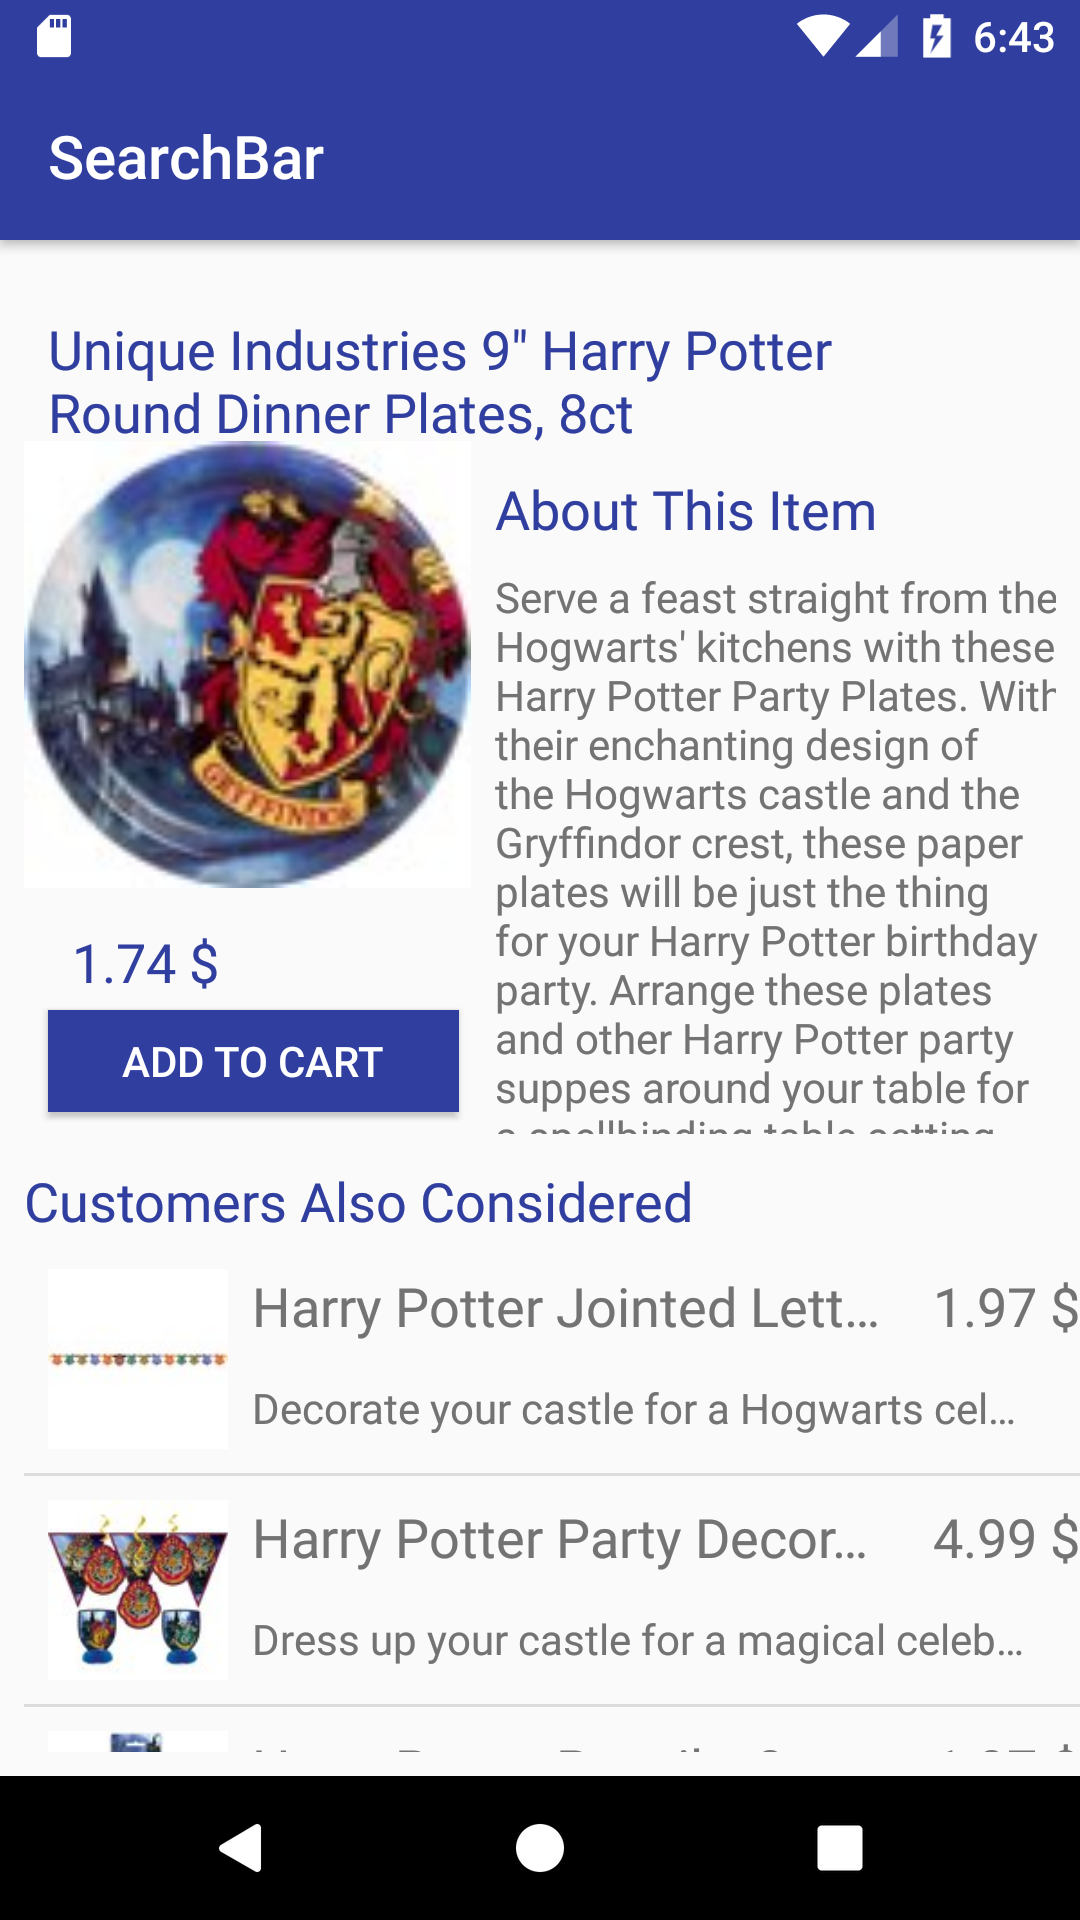 6:43
SearchBar
Unique Industries 9" Harry Potter
Round Dinner Plates, 8ct
GRYFFINDOR
About This Item
Serve a feast straight from the
Hogwarts' kitchens with these
Harry Potter Party Plates. With
their enchanting design of
the Hogwarts castle and the
Gryffindor crest, these paper
plates will be just the thing
for your Harry Potter birthday
party. Arrange these plates
and other Harry Potter party
suppes around your table for
a spellbinding table setting
1.74 $
ADD TO CART
Customers Also Considered
Harry Potter Jointed Lett... 1.97 $
Decorate your castle for a Hogwarts cel...
Harry Potter Party Decor... 4.99 $
Dress up your castle for a magical celeb...